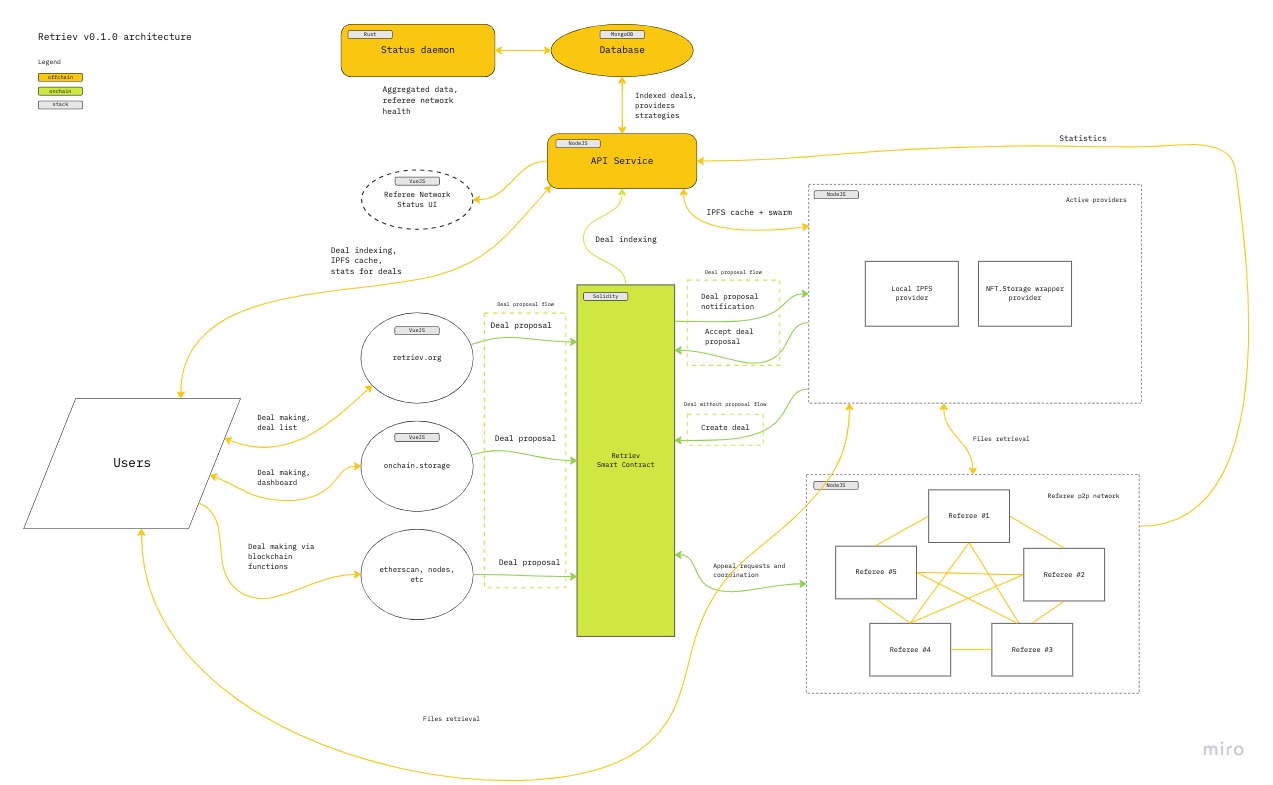 Retriev v0.1.0 architecture
Legend
offchain
onchain
stack
Rust
Status daemon
MongoDB
Database
Aggregated data,
referee network
health
Indexed deals,
providers
strategies
NodeJS
API Service
Statistics
VueJS
Referee Network
Status UI
IPFS cache + swarm
NodeJS
Active providers
Deal indexing
Deal indexing,
IPFS cache,
stats for deals
Local IPFS
provider
NFT.Storage wrapper
provider
Deal proposal flow
Deal proposal
notification
Accept deal
proposal
Solidity
Deal proposal flow
Deal proposal
VueJS
retriev.org
Deal making,
deal list
Deal without proposal flow
Create deal
Users
VueJS
onchain.storage
Deal making,
dashboard
Deal proposal
Retriev
Smart Contract
Files retrieval
NodeJS
Referee p2p network
Referee #1
Referee #5
Referee #2
Referee #4
Referee #3
Appeal requests and
coordination
Deal making via
blockchain
functions
etherscan, nodes,
etc
Deal proposal
Files retrieval
miro